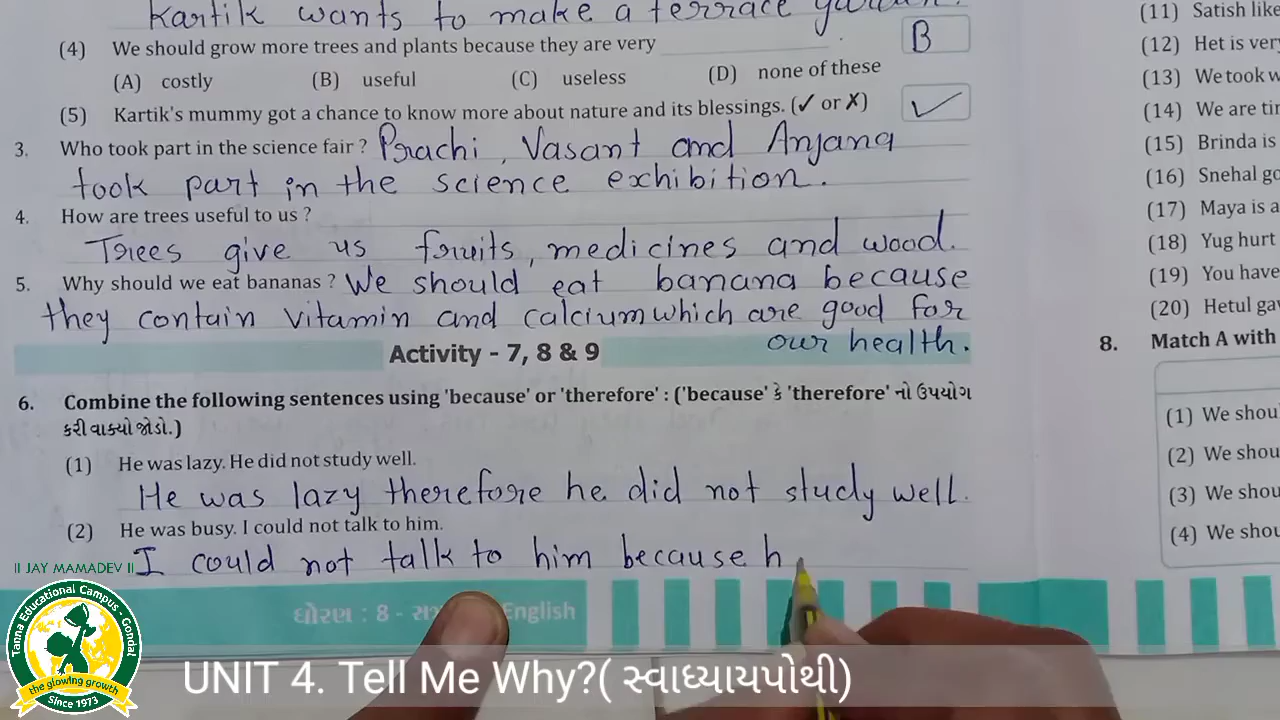 Kartik wants to make a terrace
(4) We should grow more trees and plants because they are very ____________ . B
(A) costly (B) useful (C) useless (D) none of these
(5) Kartik's mummy got a chance to know more about nature and its blessings. (✓ or ✗) ✓
3. Who took part in the science fair ? Prachi, Vasant and Anjana
took part in the science exhibition.
4. How are trees useful to us ?
Trees give us fruits, medicines and wood.
5. Why should we eat bananas ? We should eat banana because
they contain vitamin and calcium which are good for
our health.
Activity - 7, 8 & 9
6. Combine the following sentences using 'because' or 'therefore' : ('because' કે 'therefore' નો ઉપયોગ
કરી વાક્યો જોડો.)
(1) He was lazy. He did not study well.
He was lazy therefore he did not study well.
(2) He was busy. I could not talk to him.
I could not talk to him because h
ધોરણ : 8 - English
(11) Satish like
(12) Het is very
(13) We took
(14) We are
(15) Brinda is
(16) Snehal
(17) Maya is a
(18) Yug hurt
(19) You have
(20) Hetul
8. Match A with
(1) We shou
(2) We shou
(3) We shou
(4) We shou
II JAY MAMADEV II
Tanna Educational Campus Gondal
the glowing growth
Since 1973
UNIT 4. Tell Me Why?( સ્વાધ્યાયપોથી)